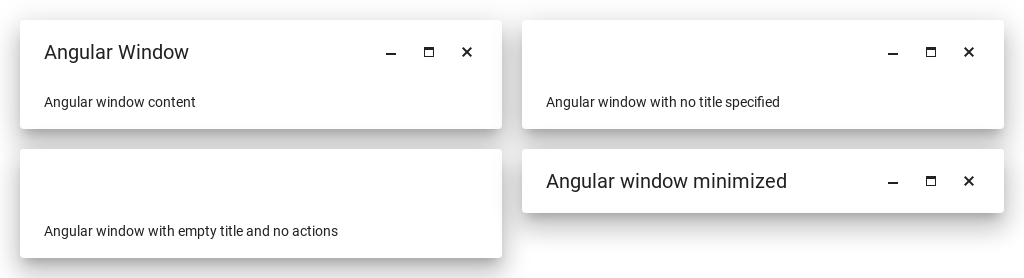 Angular Window
Angular window content
Angular window with no title specified
Angular window with empty title and no actions
Angular window minimized